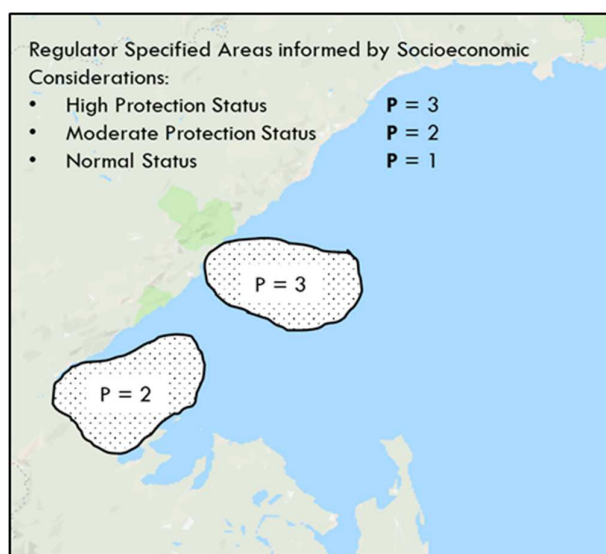 Regulator Specified Areas informed by Socioeconomic
Considerations:
• High Protection Status P = 3
• Moderate Protection Status P = 2
• Normal Status P = 1
P = 3
P = 2